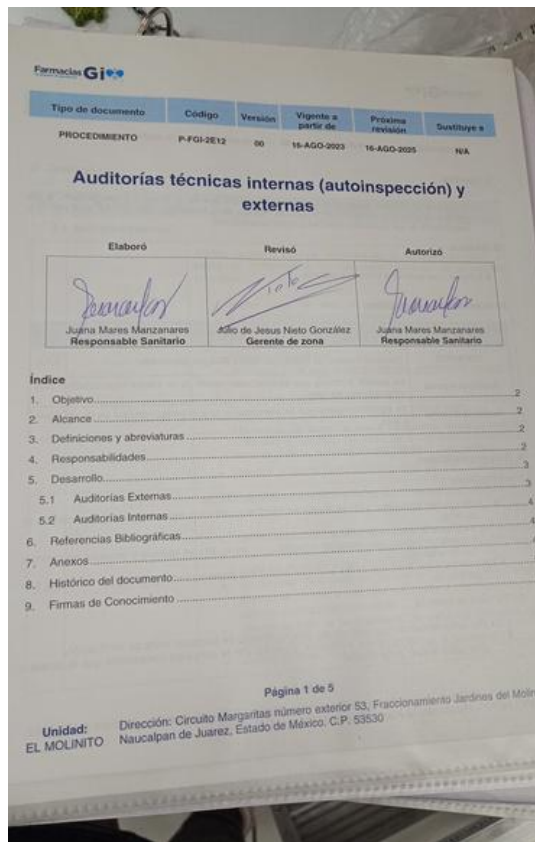 Farmacias Gi
Tipo de documento Código Versión Vigente a partir de Próxima revisión Sustituye a
PROCEDIMIENTO P-FGI-2E12 00 16-AGO-2023 16-AGO-2025 N/A
Auditorías técnicas internas (autoinspección) y
externas
Elaboró Revisó Autorizó
Juana Mares Manzanares Julio de Jesus Nieto González Juana Mares Manzanares
Responsable Sanitario Gerente de zona Responsable Sanitario
Índice
1. Objetivo 2
2. Alcance 2
3. Definiciones y abreviaturas 2
4. Responsabilidades 2
5. Desarrollo 3
5.1 Auditorías Externas 3
5.2 Auditorías Internas 4
6. Referencias Bibliográficas 4
7. Anexos
8. Histórico del documento
9. Firmas de Conocimiento
Página 1 de 5
Unidad: Dirección: Circuito Margaritas número exterior 53, Fraccionamiento Jardines del
EL MOLINITO Naucalpan de Juarez, Estado de México, C.P. 53530